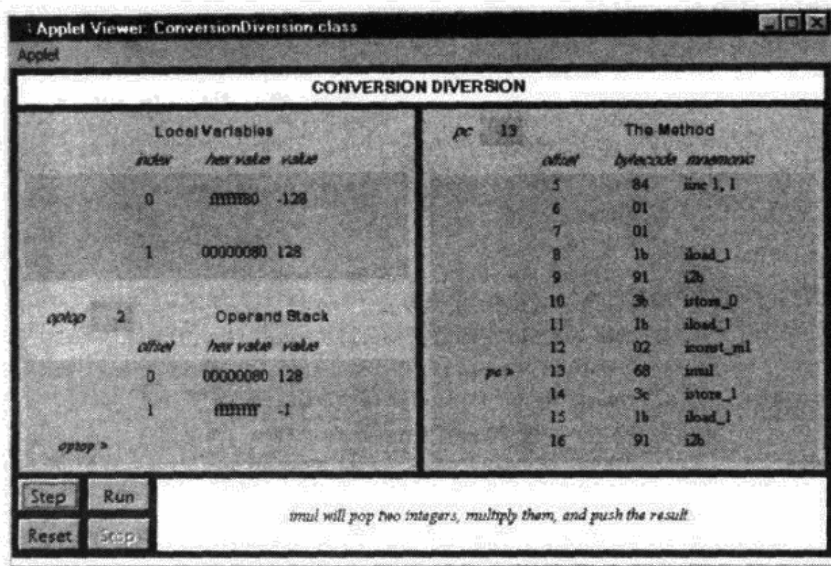 Applet Viewer: ConversionDiversion.class
Applet
CONVERSION DIVERSION
Local Variables
index hex value value
0 ffffff80 -128
1 00000080 128
optop 2 Operand Stack
offset hex value value
0 00000080 128
1 ffffffff -1
optop >
pc 13 The Method
offset bytecode mnemonic
5 84 iinc 1, 1
6 01
7 01
8 1b iload_1
9 91 i2b
10 3b istore_0
11 1b iload_1
12 02 iconst_m1
pc > 13 68 imul
14 3c istore_1
15 1b iload_1
16 91 i2b
Step Run
Reset Stop
imul will pop two integers, multiply them, and push the result